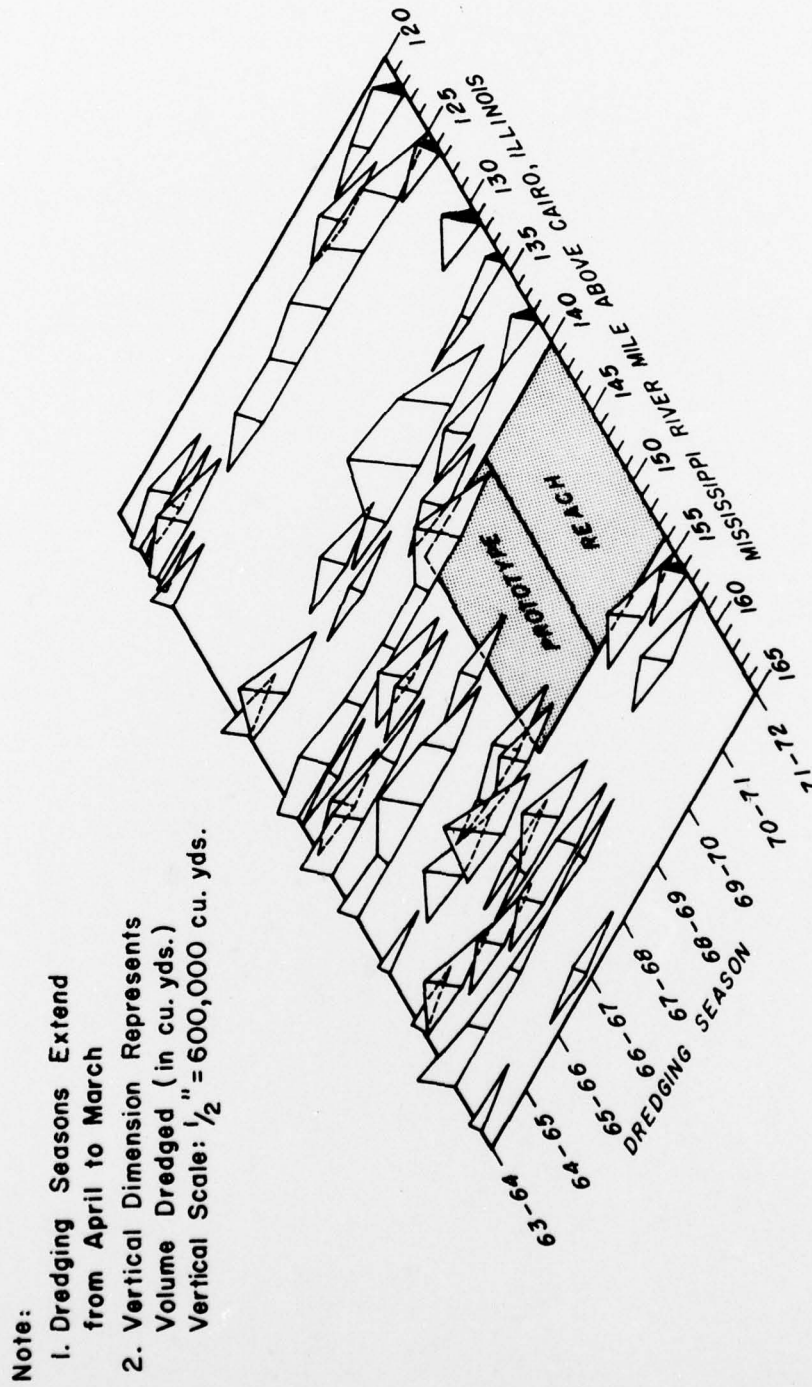 Note:
1. Dredging Seasons Extend
from April to March
2. Vertical Dimension Represents
Volume Dredged (in cu. yds.)
Vertical Scale: 1/2" = 600,000 cu. yds.
PROTOTYPE
REACH
120
125
130
135
140
145
150
155
160
165
MISSISSIPPI RIVER MILE ABOVE CAIRO, ILLINOIS
63-64
64-65
65-66
66-67
67-68
68-69
69-70
70-71
71-72
DREDGING SEASON